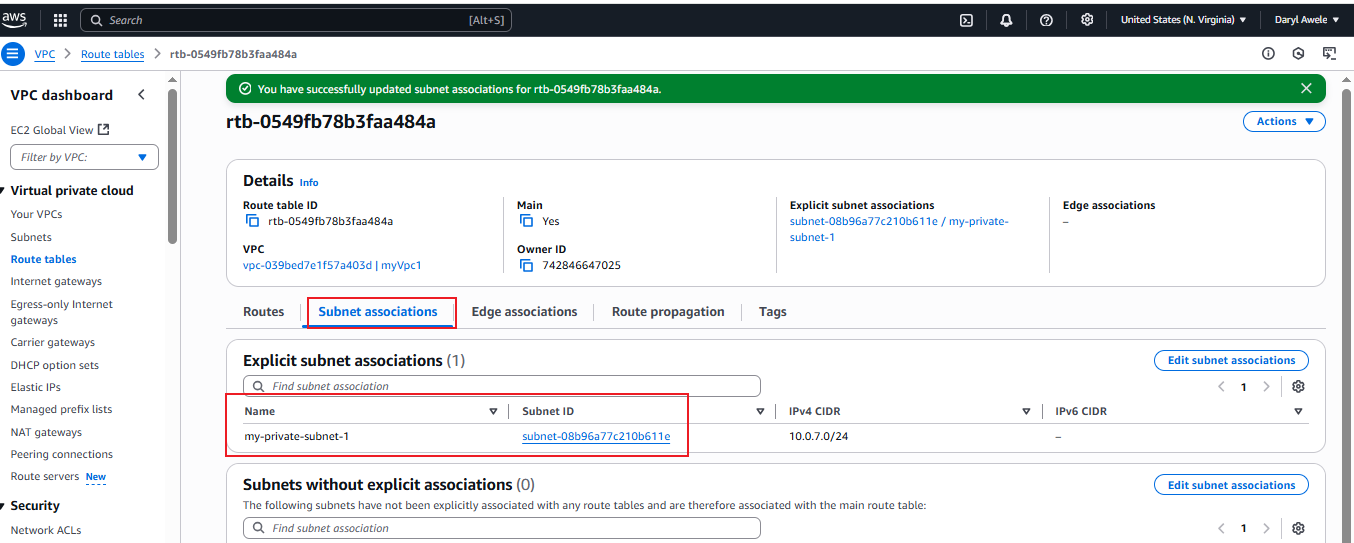 aws
Search [Alt+S] United States (N. Virginia) Daryl Awele
VPC > Route tables > rtb-0549fb78b3faa484a
VPC dashboard
EC2 Global View
Filter by VPC:
Virtual private cloud
Your VPCs
Subnets
Route tables
Internet gateways
Egress-only Internet
gateways
Carrier gateways
DHCP option sets
Elastic IPs
Managed prefix lists
NAT gateways
Peering connections
Route servers New
Security
Network ACLs
You have successfully updated subnet associations for rtb-0549fb78b3faa484a.
rtb-0549fb78b3faa484a
Actions
Details Info
Route table ID
rtb-0549fb78b3faa484a
VPC
vpc-039bed7e1f57a403d | myVpc1
Main
Yes
Owner ID
742846647025
Explicit subnet associations
subnet-08b96a77c210b611e / my-private-
subnet-1
Edge associations
–
Routes Subnet associations Edge associations Route propagation Tags
Explicit subnet associations (1)
Edit subnet associations
Find subnet association
1
Name Subnet ID IPv4 CIDR IPv6 CIDR
my-private-subnet-1 subnet-08b96a77c210b611e 10.0.7.0/24 –
Subnets without explicit associations (0)
Edit subnet associations
The following subnets have not been explicitly associated with any route tables and are therefore associated with the main route table:
Find subnet association
1